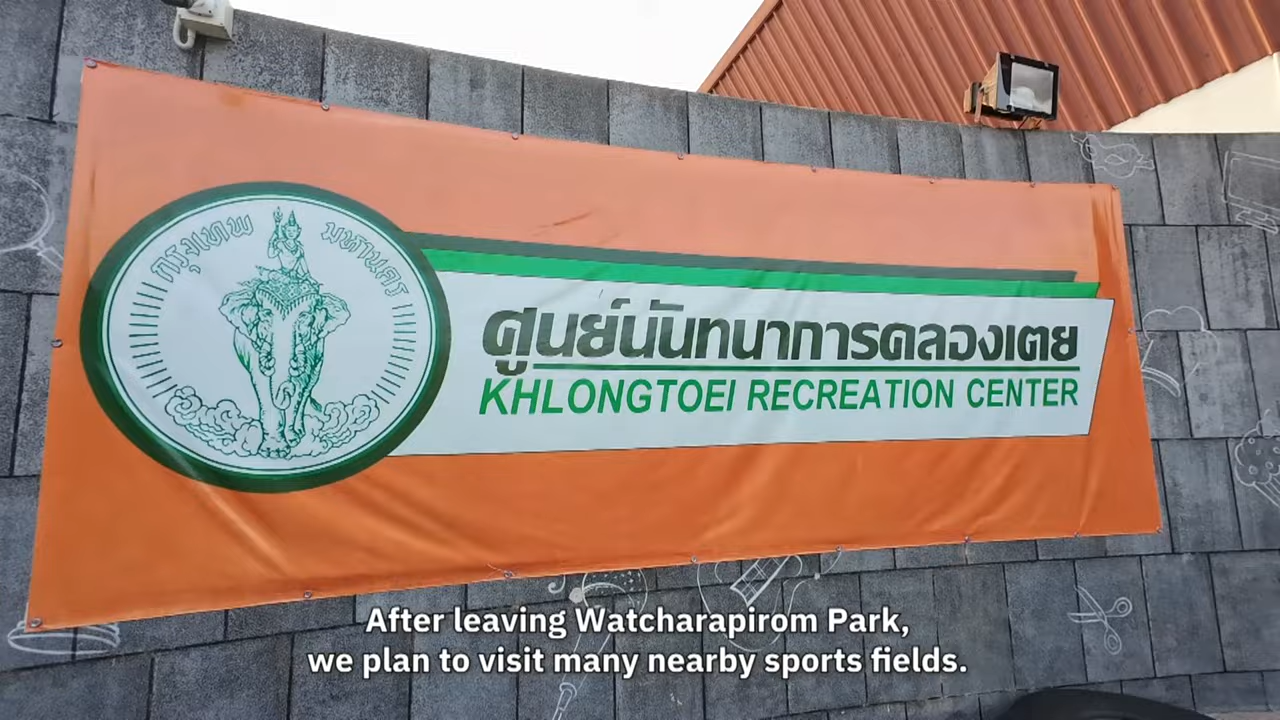 กรุงเทพ มหานคร
ศูนย์นันทนาการคลองเตย
KHLONGTOEI RECREATION CENTER
After leaving Watcharapirom Park,
we plan to visit many nearby sports fields.